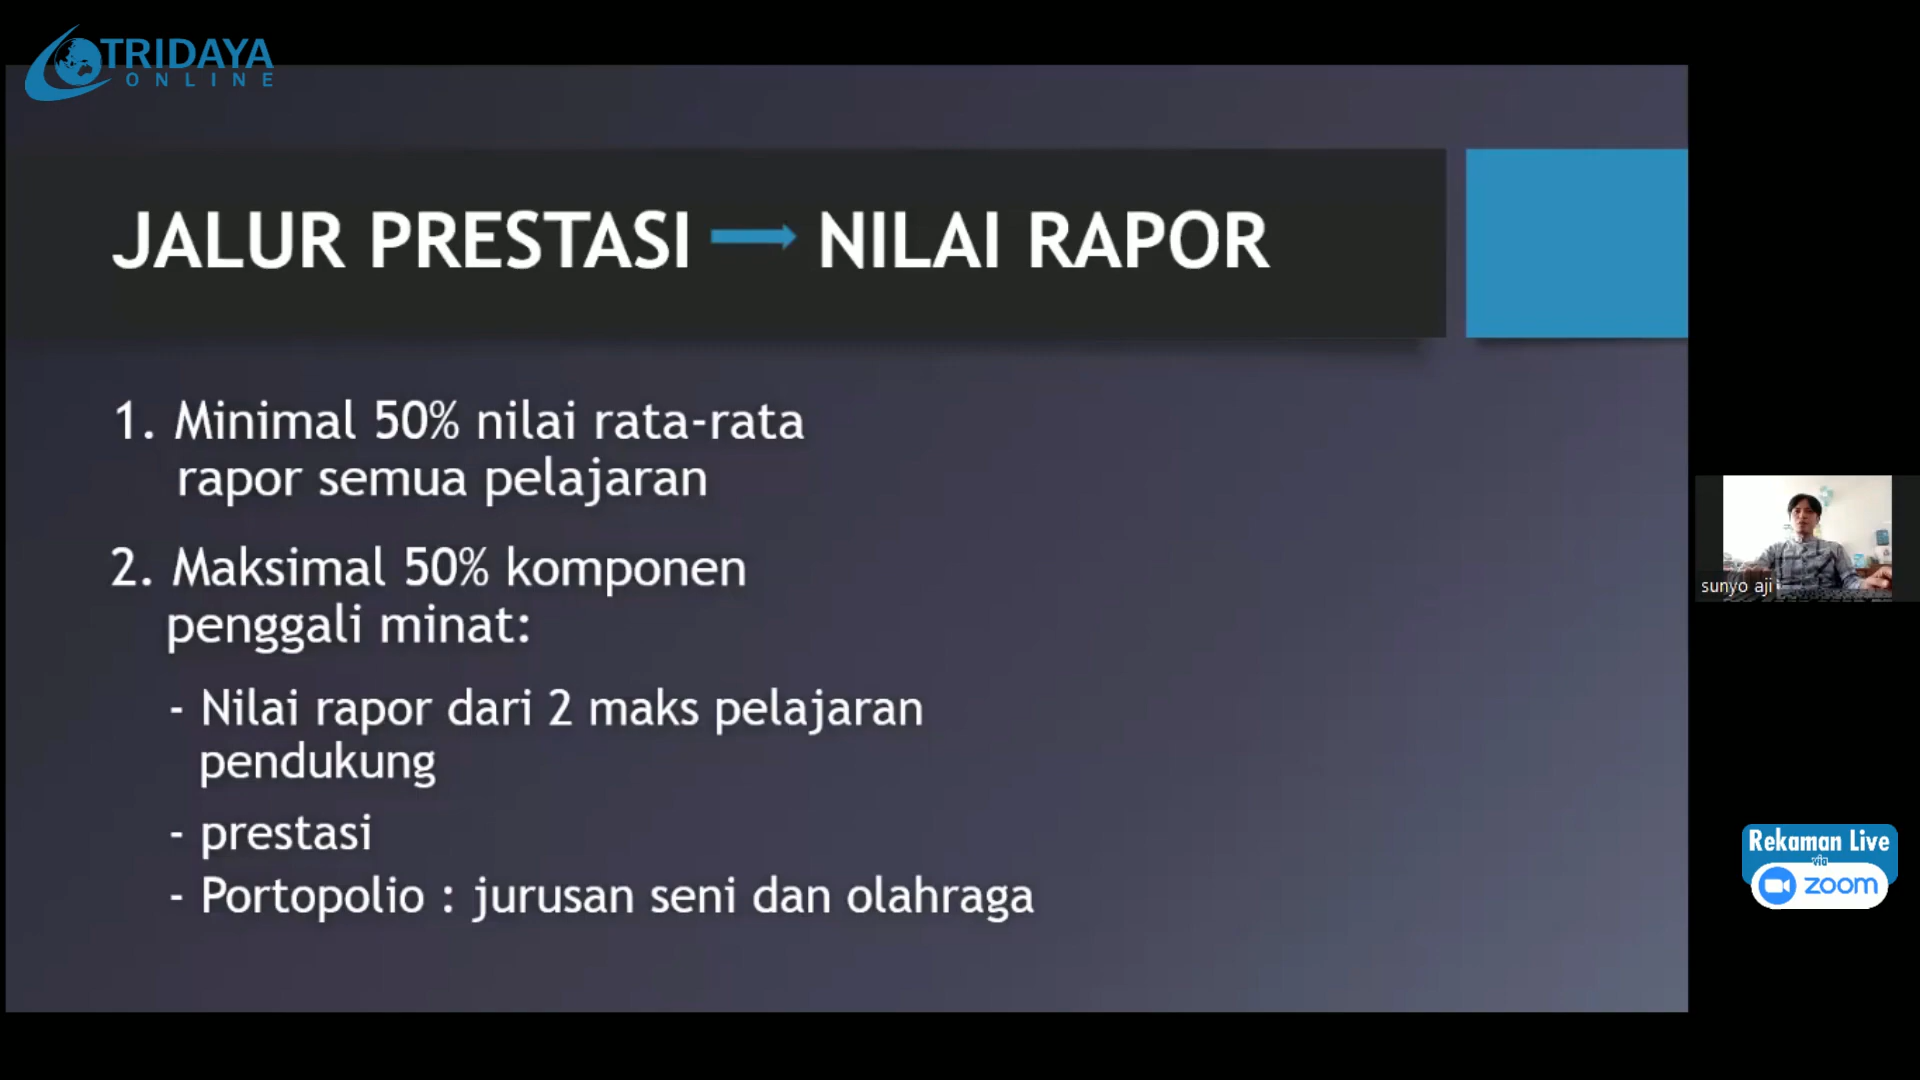 TRIDAYA
ONLINE
JALUR PRESTASI → NILAI RAPOR
1. Minimal 50% nilai rata-rata
rapor semua pelajaran
2. Maksimal 50% komponen
penggali minat:
- Nilai rapor dari 2 maks pelajaran
pendukung
- prestasi
- Portopolio : jurusan seni dan olahraga
sunyo aji
Rekaman Live
via
zoom